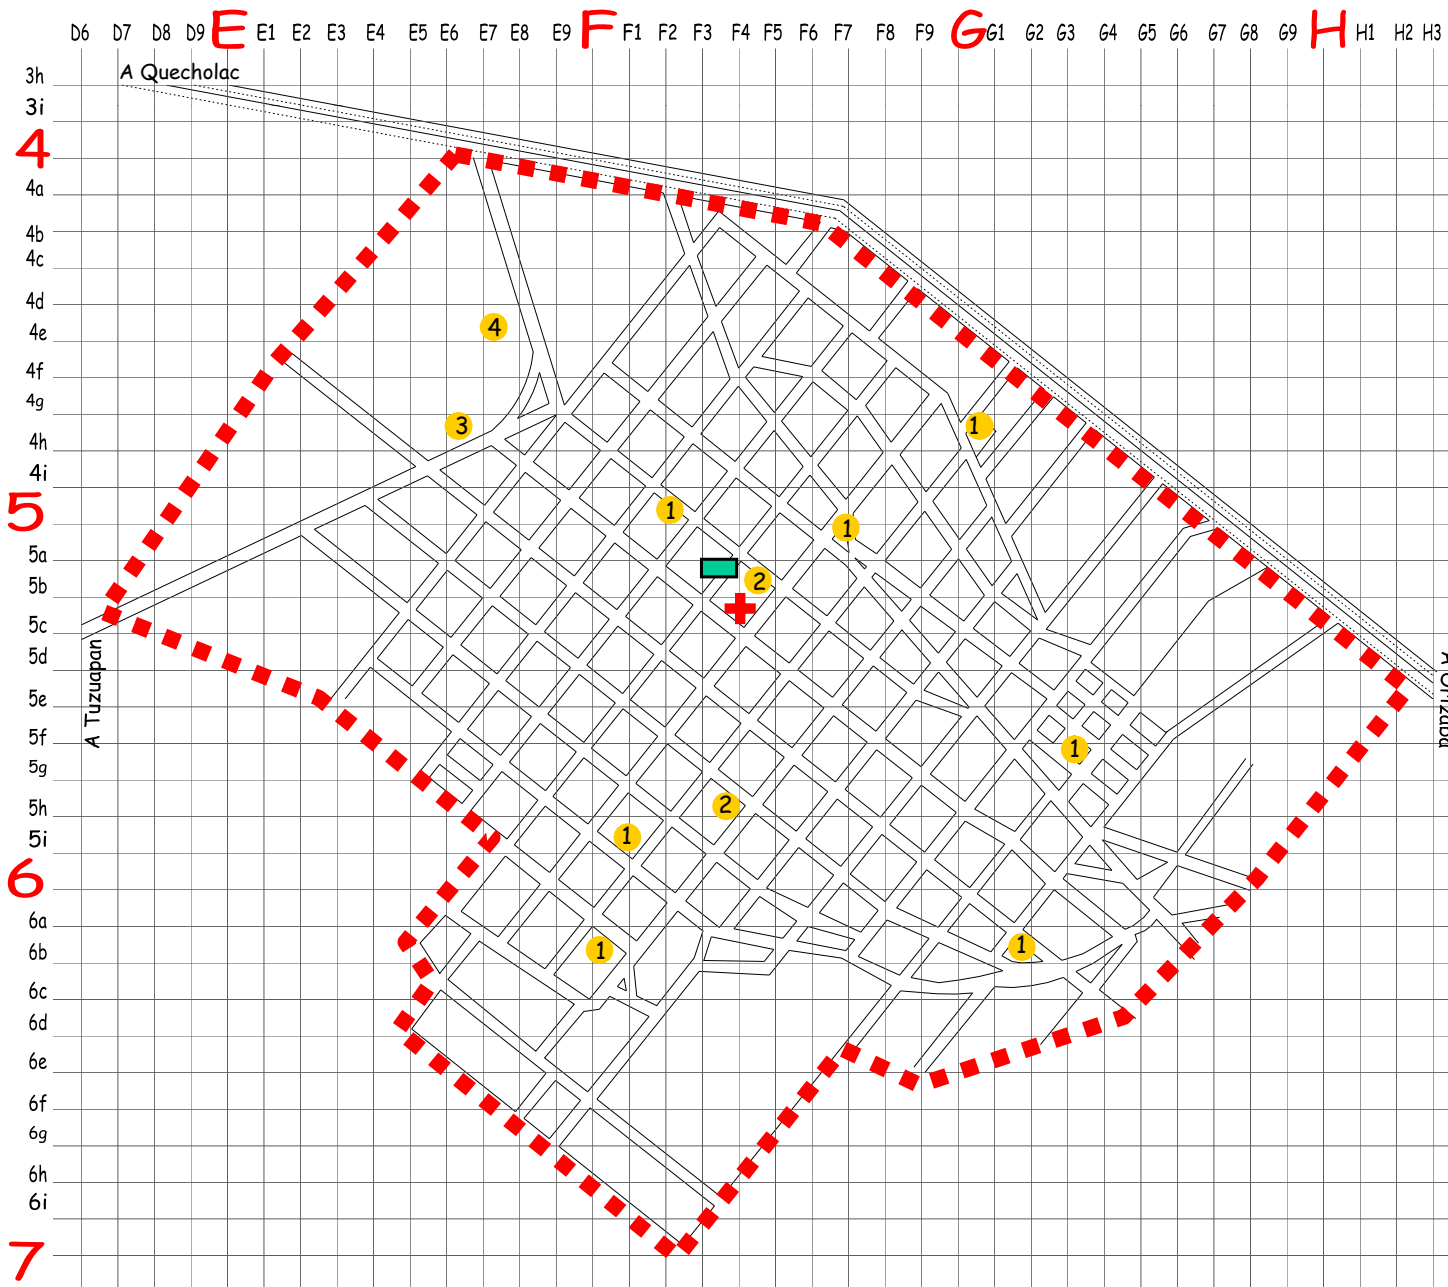 D6 D7 D8 D9 E E1 E2 E3 E4 E5 E6 E7 E8 E9 F F1 F2 F3 F4 F5 F6 F7 F8 F9 G G1 G2 G3 G4 G5 G6 G7 G8 G9 H H1 H2 H3
3h
A Quecholac
3i
4
4a
4b
4c
4d
4e
4
4f
4g
3
1
4h
4i
5
1
1
5a
5b
2
5c
A Tuzuapan
5d
A Orizaba
5e
5f
1
5g
5h
2
5i
1
6
6a
6b
1
1
6c
6d
6e
6f
6g
6h
6i
7